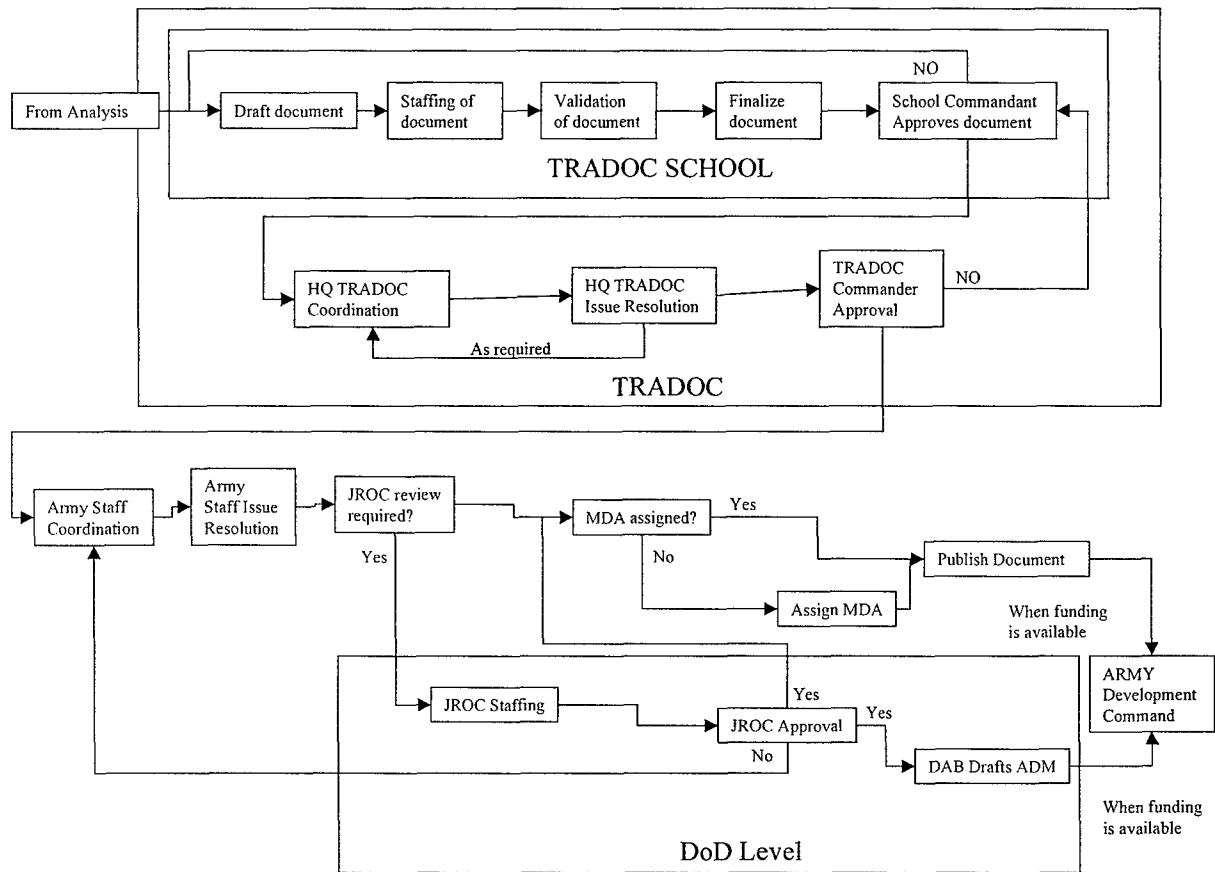 NO
From Analysis
Draft document
Staffing of
document
Validation
of document
Finalize
document
School Commandant
Approves document
TRADOC SCHOOL
HQ TRADOC
Coordination
HQ TRADOC
Issue Resolution
TRADOC
Commander
Approval
NO
As required
TRADOC
Army Staff
Coordination
Army
Staff Issue
Resolution
JROC review
required?
MDA assigned?
Yes
Yes
No
Publish Document
Assign MDA
When funding
is available
ARMY
Development
Command
JROC Staffing
Yes
JROC Approval
Yes
No
DAB Drafts ADM
When funding
is available
DoD Level